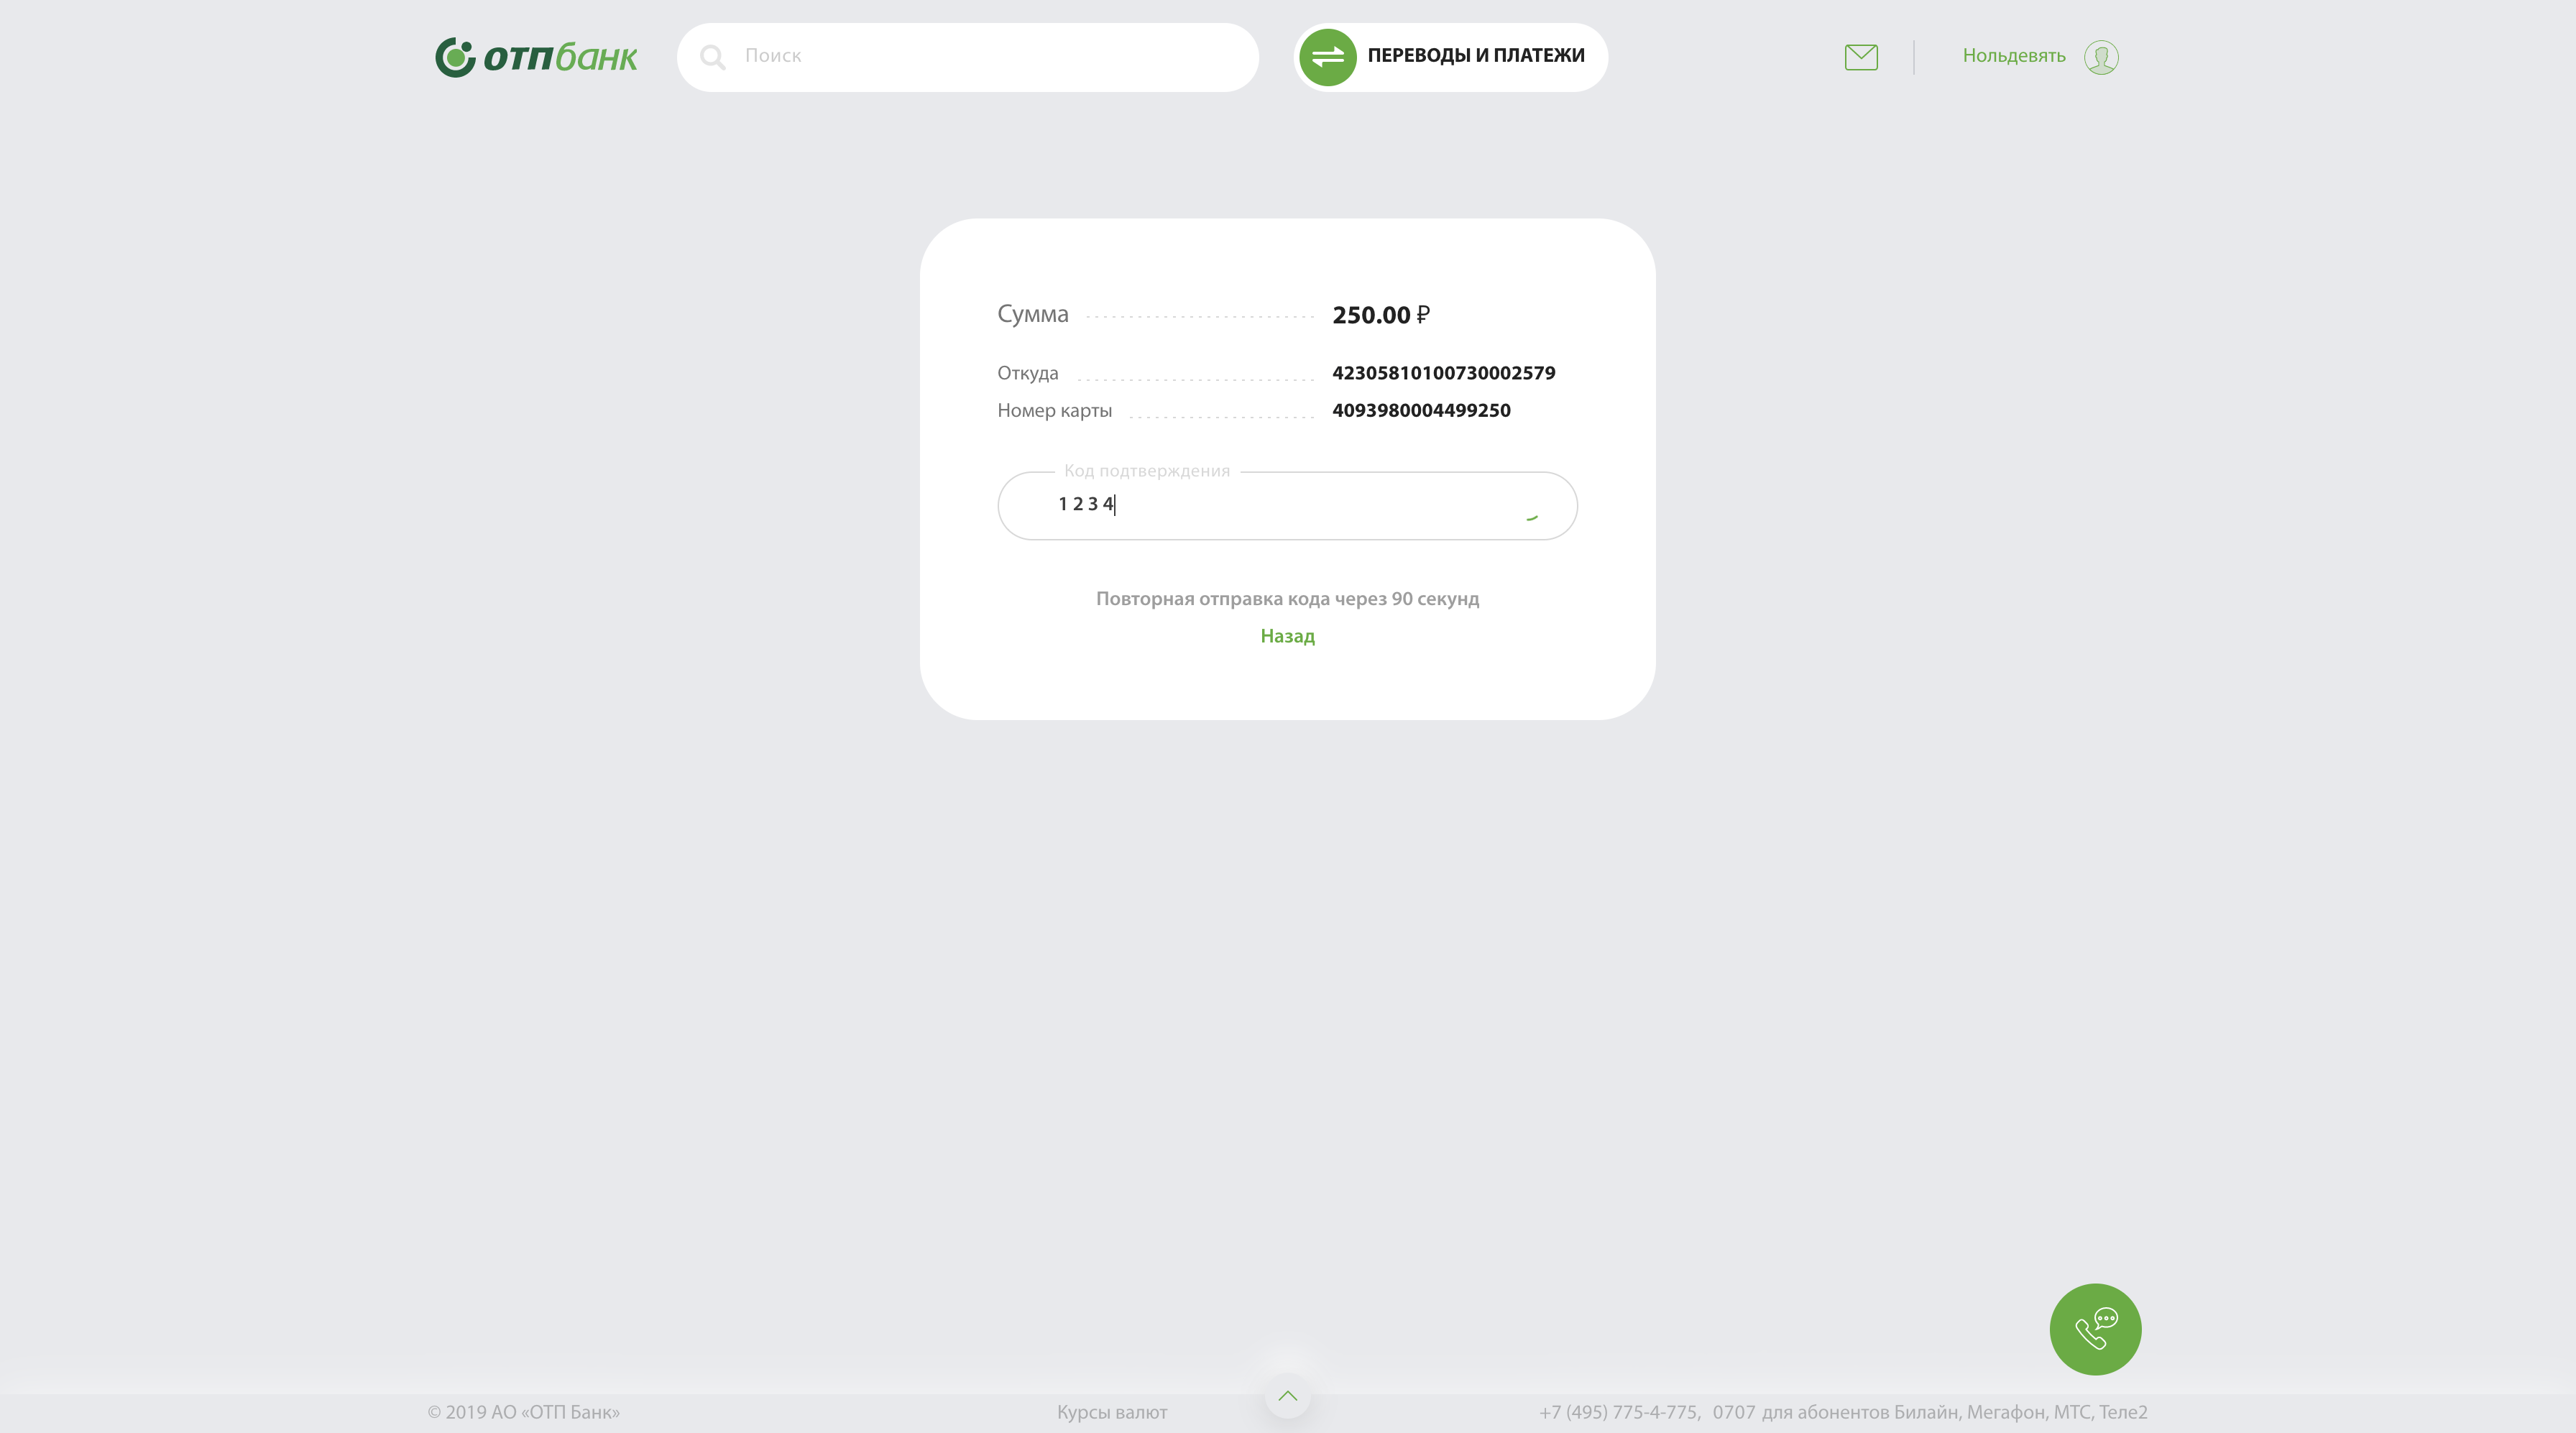 отпбанк
Поиск
ПЕРЕВОДЫ И ПЛАТЕЖИ
Нольдевять
Сумма 250.00 ₽
Откуда 42305810100730002579
Номер карты 4093980004499250
Код подтверждения
1 2 3 4
Повторная отправка кода через 90 секунд
Назад
© 2019 АО «ОТП Банк» Курсы валют +7 (495) 775-4-775, 0707 для абонентов Билайн, Мегафон, МТС, Теле2